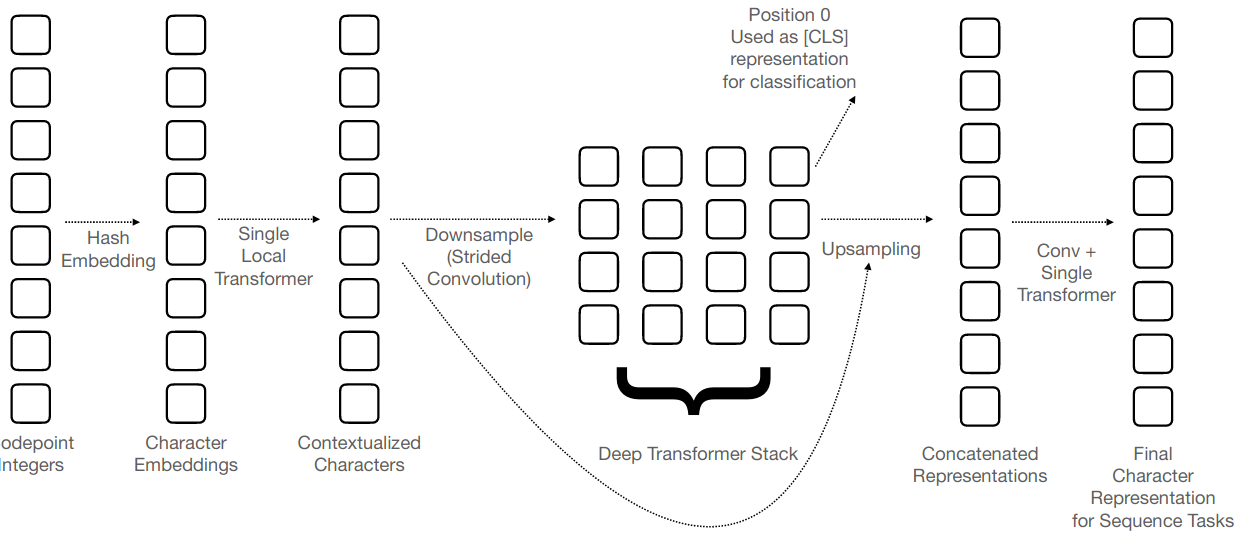 Position 0
Used as [CLS]
representation
for classification
Hash
Embedding
Single
Local
Transformer
Downsample
(Strided
Convolution)
Upsampling
Conv +
Single
Transformer
odepoint
Integers
Character
Embeddings
Contextualized
Characters
Deep Transformer Stack
Concatenated
Representations
Final
Character
Representation
for Sequence Tasks